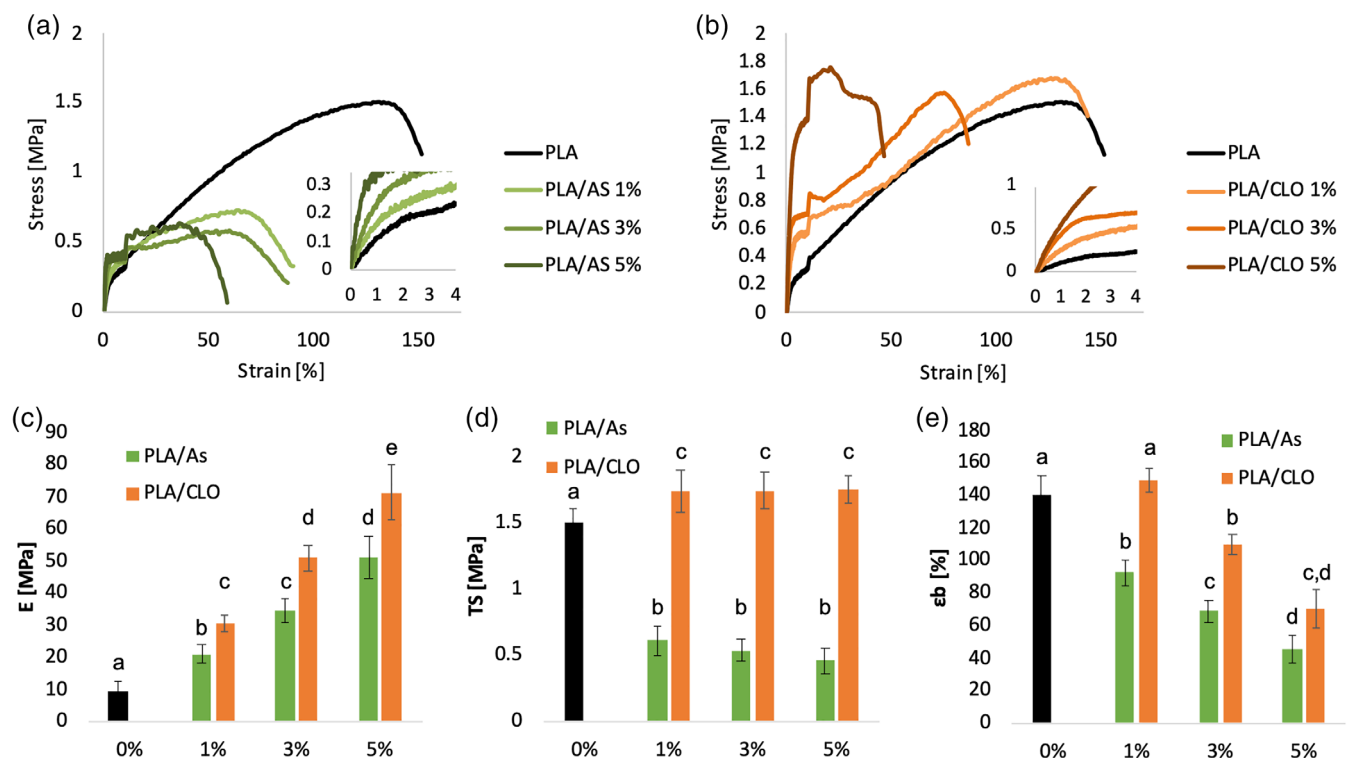 (a)
2
1.5
1
0.5
0
Stress [MPa]
0 50 100 150
Strain [%]
0.3
0.2
0.1
0
0 1 2 3 4
PLA
PLA/AS 1%
PLA/AS 3%
PLA/AS 5%
(b)
2
1.8
1.6
1.4
1.2
1
0.8
0.6
0.4
0.2
0
Stress [MPa]
0 50 100 150
Strain [%]
1
0.5
0
0 1 2 3 4
PLA
PLA/CLO 1%
PLA/CLO 3%
PLA/CLO 5%
(c)
90
80
70
60
50
40
30
20
10
0
E [MPa]
PLA/As
PLA/CLO
a b c c d d e
0% 1% 3% 5%
(d)
PLA/As
PLA/CLO
2
1.5
1
0.5
0
TS [MPa]
a b c b c b c
0% 1% 3% 5%
(e)
180
160
140
120
100
80
60
40
20
0
εb [%]
PLA/As
PLA/CLO
a b a c b d c,d
0% 1% 3% 5%